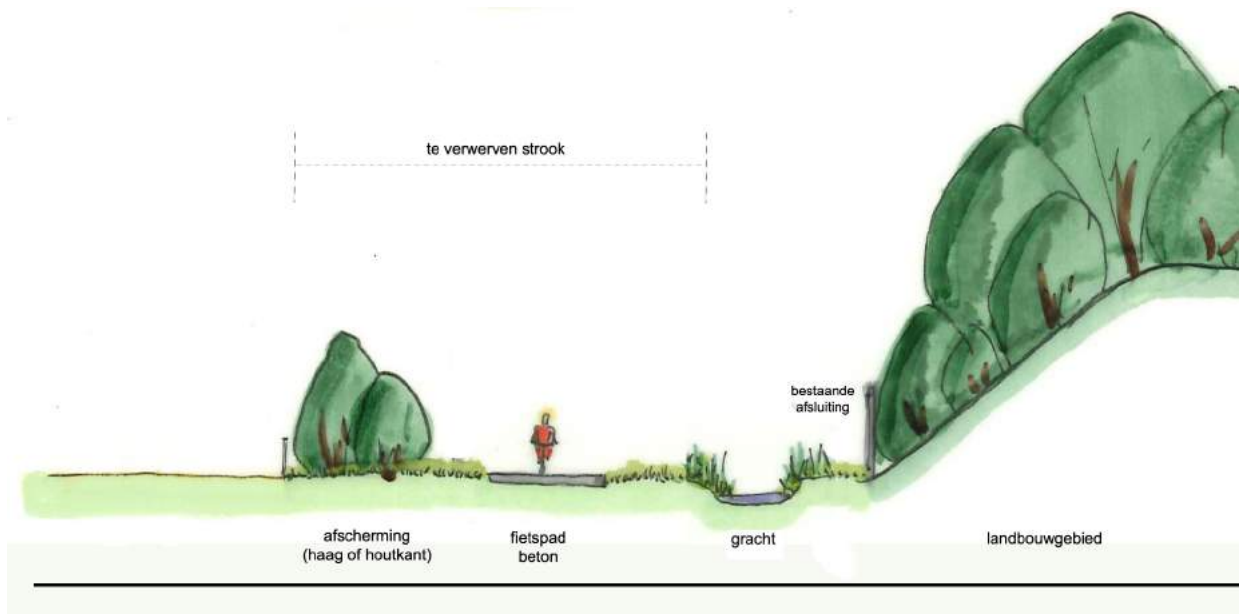 te verwerven strook
bestaande
afsluiting
afscherming
(haag of houtkant)
fietspad
beton
gracht
landbouwgebied